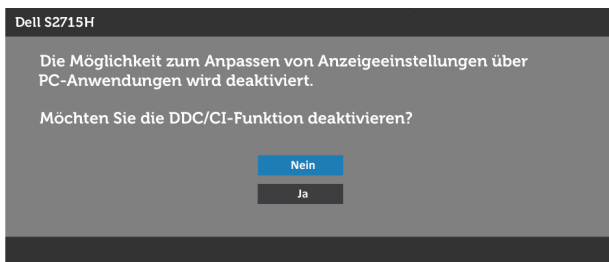 Dell S2715H
Die Möglichkeit zum Anpassen von Anzeigeeinstellungen über
PC-Anwendungen wird deaktiviert.
Möchten Sie die DDC/CI-Funktion deaktivieren?
Nein
Ja